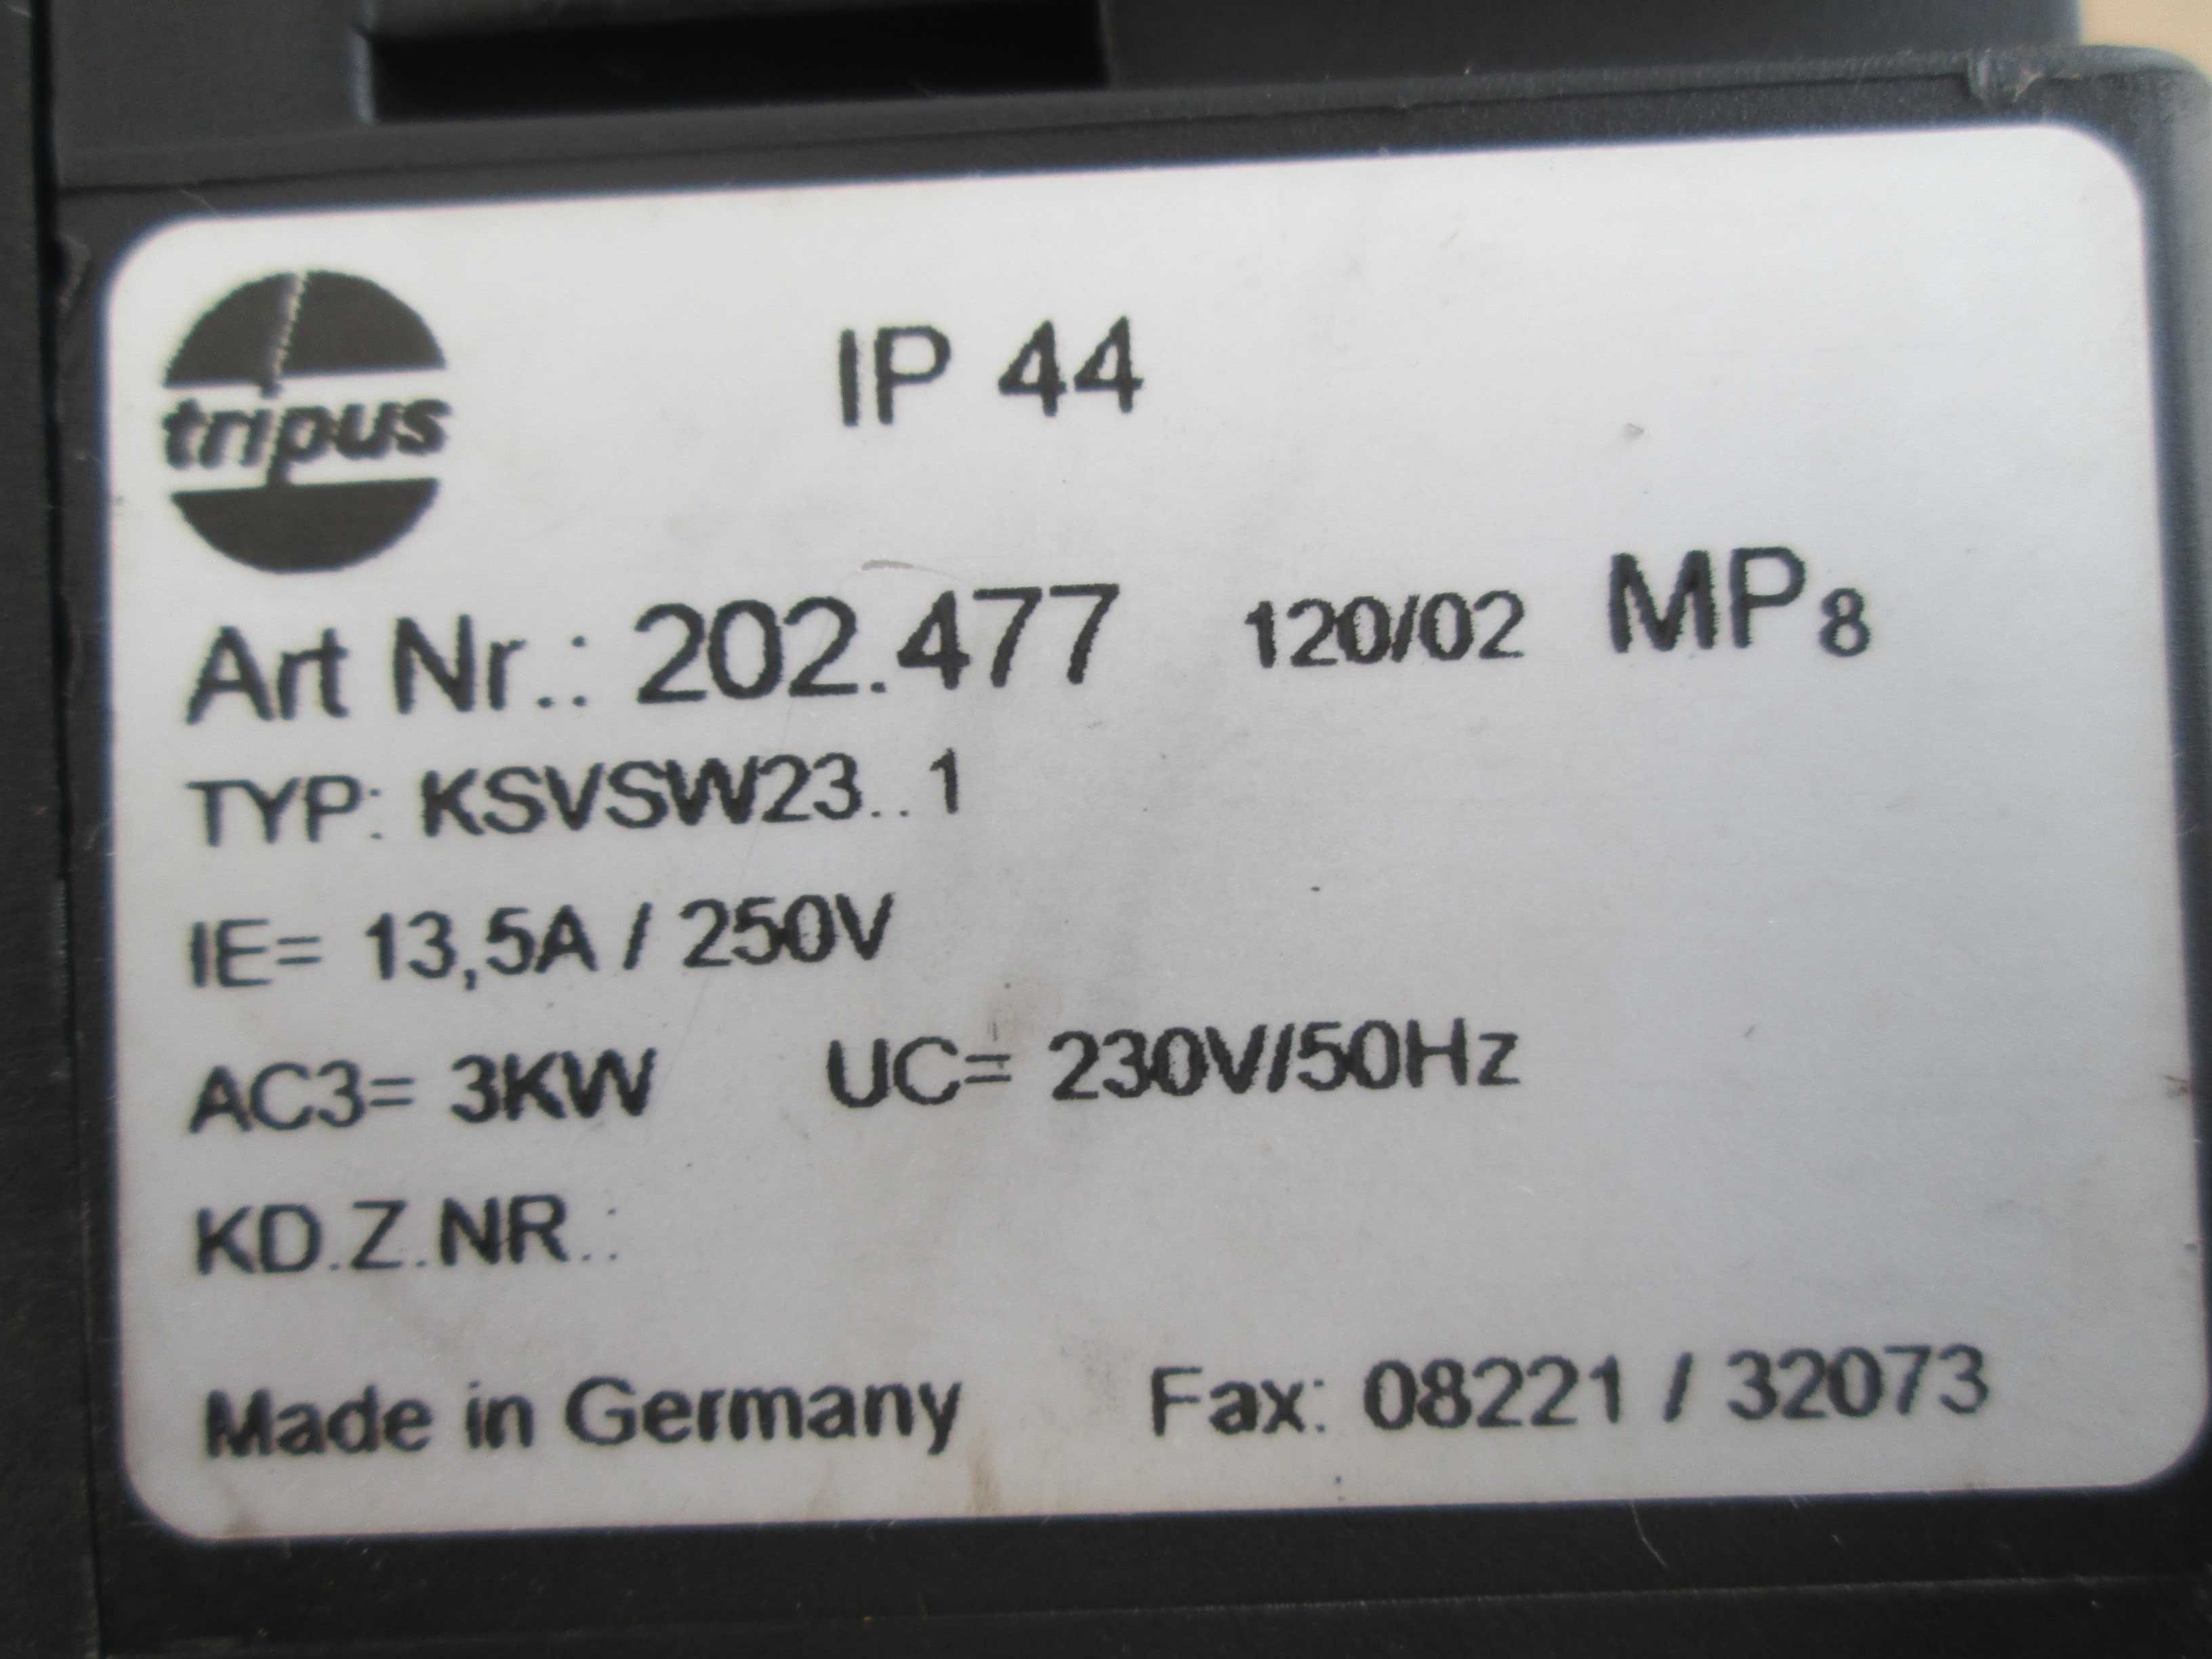 tripus
IP 44
Art Nr.: 202.477 120/02 MP8
TYP: KSVSW23..1
IE= 13,5A / 250V
AC3= 3KW UC= 230V/50Hz
KD.Z.NR.:
Made in Germany Fax: 08221 / 32073